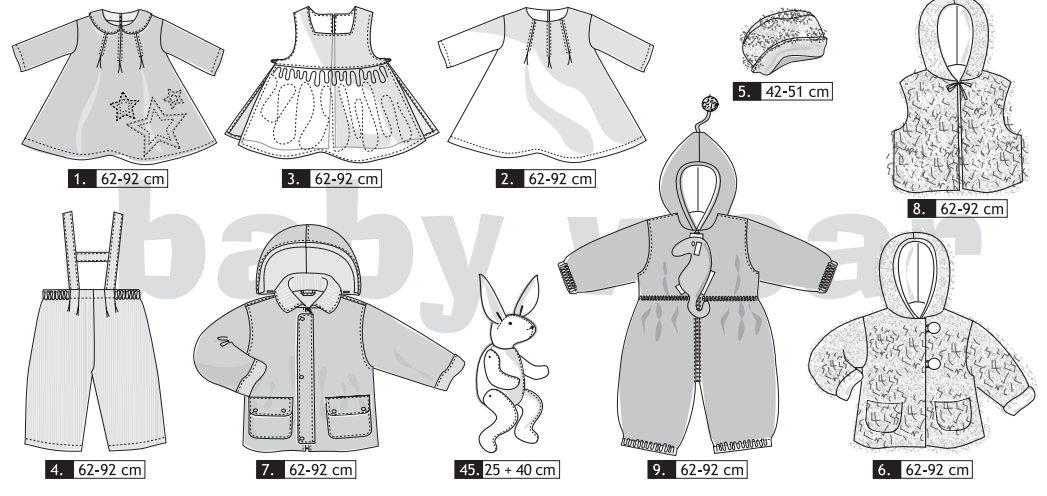 1. 62-92 cm
3. 62-92 cm
2. 62-92 cm
5. 42-51 cm
8. 62-92 cm
baby wear
4. 62-92 cm
7. 62-92 cm
45. 25 + 40 cm
9. 62-92 cm
6. 62-92 cm